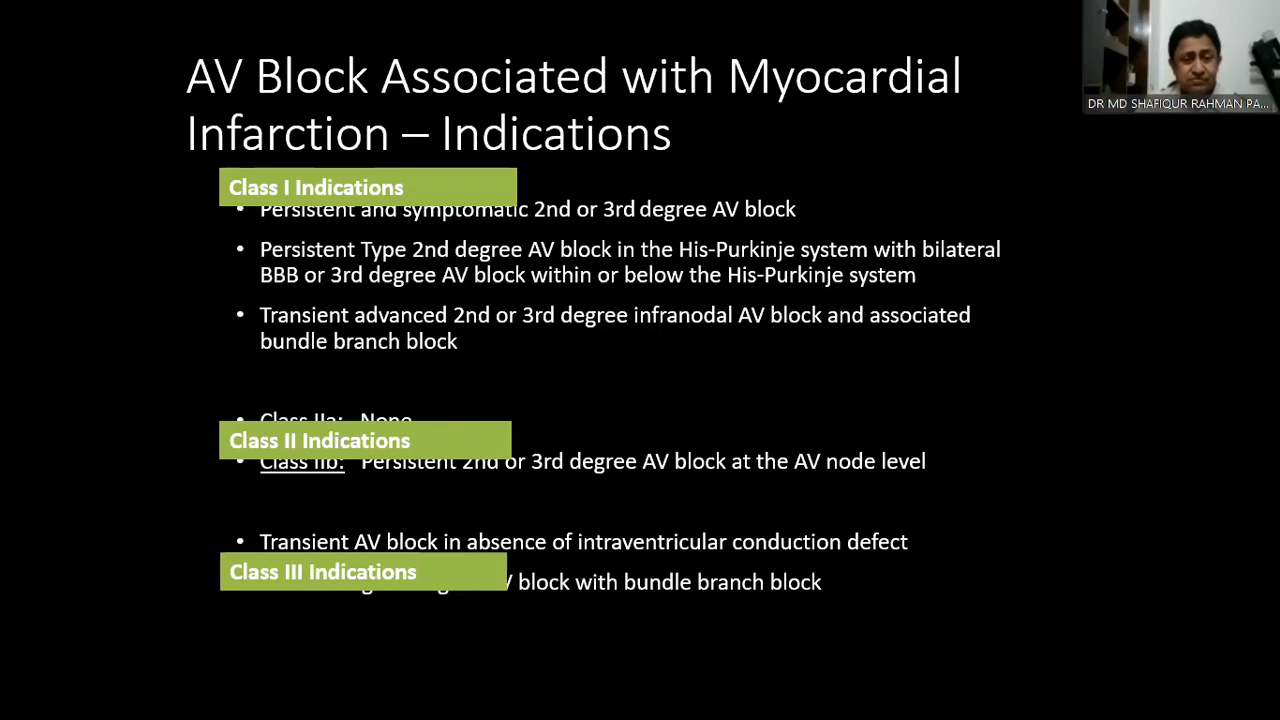 AV Block Associated with Myocardial
Infarction – Indications
DR MD SHAFIQUR RAHMAN PA...
Class I Indications
• Persistent and symptomatic 2nd or 3rd degree AV block
• Persistent Type 2nd degree AV block in the His-Purkinje system with bilateral
BBB or 3rd degree AV block within or below the His-Purkinje system
• Transient advanced 2nd or 3rd degree infranodal AV block and associated
bundle branch block
• Class IIa: None
Class II Indications
• Class IIb: Persistent 2nd or 3rd degree AV block at the AV node level
• Transient AV block in absence of intraventricular conduction defect
Class III Indications
block with bundle branch block